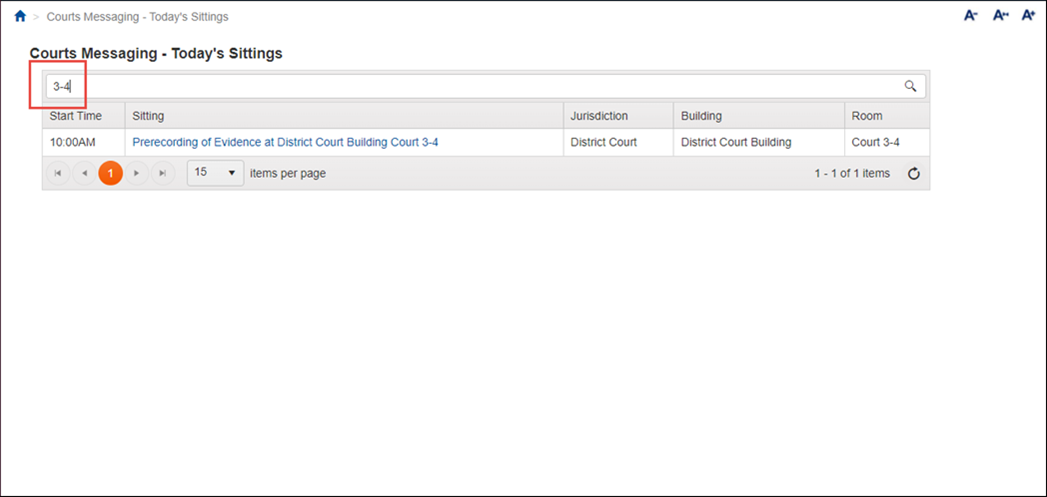 > Courts Messaging - Today's Sittings A- A↔ A+
Courts Messaging - Today's Sittings
3-4
Start Time Sitting Jurisdiction Building Room
10:00AM Prerecording of Evidence at District Court Building Court 3-4 District Court District Court Building Court 3-4
1 15 items per page 1 - 1 of 1 items